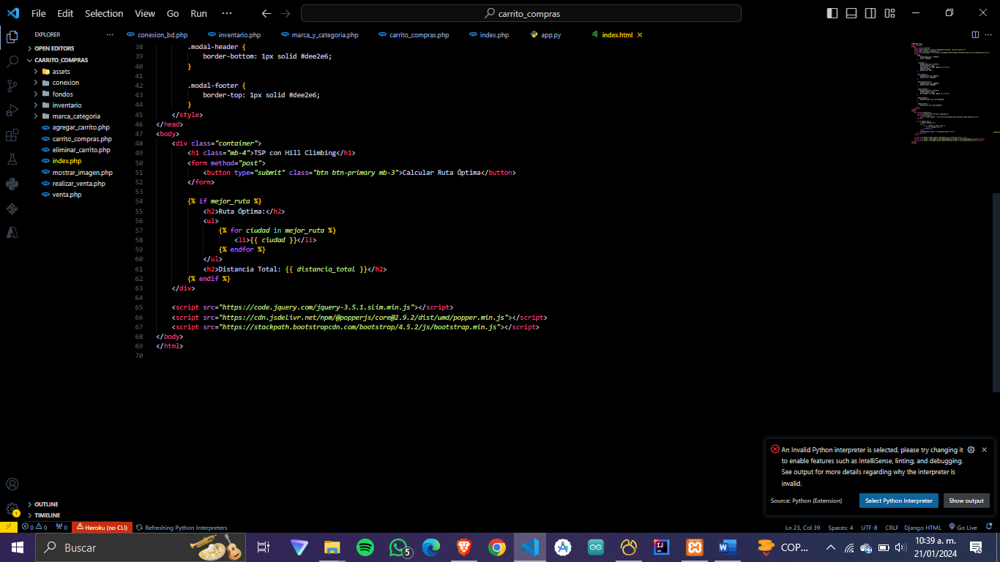 File Edit Selection View Go Run ··· carrito_compras
EXPLORER ···
conexion_bd.php inventario.php marca_y_categoria.php carrito_compras.php index.php app.py index.html
OPEN EDITORS
CARRITO_COMPRAS
assets
conexion
fondos
inventario
marca_categoria
agregar_carrito.php
carrito_compras.php
eliminar_carrito.php
index.php
mostrar_imagen.php
realizar_venta.php
venta.php
OUTLINE
TIMELINE
38 .modal-header {
39 border-bottom: 1px solid #dee2e6;
40 }
41
42 .modal-footer {
43 border-top: 1px solid #dee2e6;
44 }
45 </style>
46 </head>
47 <body>
48 <div class="container">
49 <h1 class="mb-4">TSP con Hill Climbing</h1>
50 <form method="post">
51 <button type="submit" class="btn btn-primary mb-3">Calcular Ruta Óptima</button>
52 </form>
53
54 {% if mejor_ruta %}
55 <h2>Ruta Óptima:</h2>
56 <ul>
57 {% for ciudad in mejor_ruta %}
58 <li>{{ ciudad }}</li>
59 {% endfor %}
60 </ul>
61 <h2>Distancia Total: {{ distancia_total }}</h2>
62 {% endif %}
63 </div>
64
65 <script src="https://code.jquery.com/jquery-3.5.1.slim.min.js"></script>
66 <script src="https://cdn.jsdelivr.net/npm/@popperjs/core@2.9.2/dist/umd/popper.min.js"></script>
67 <script src="https://stackpath.bootstrapcdn.com/bootstrap/4.5.2/js/bootstrap.min.js"></script>
68 </body>
69 </html>
70
An Invalid Python interpreter is selected, please try changing it
to enable features such as IntelliSense, linting, and debugging.
See output for more details regarding why the interpreter is
invalid.
Source: Python (Extension) Select Python Interpreter Show output
1
0 0 0 Heroku (no CLI) Refreshing Python Interpreters Ln 23, Col 39 Spaces: 4 UTF-8 CRLF Django HTML Go Live
Buscar 5 COP... 10:39 a. m.
21/01/2024